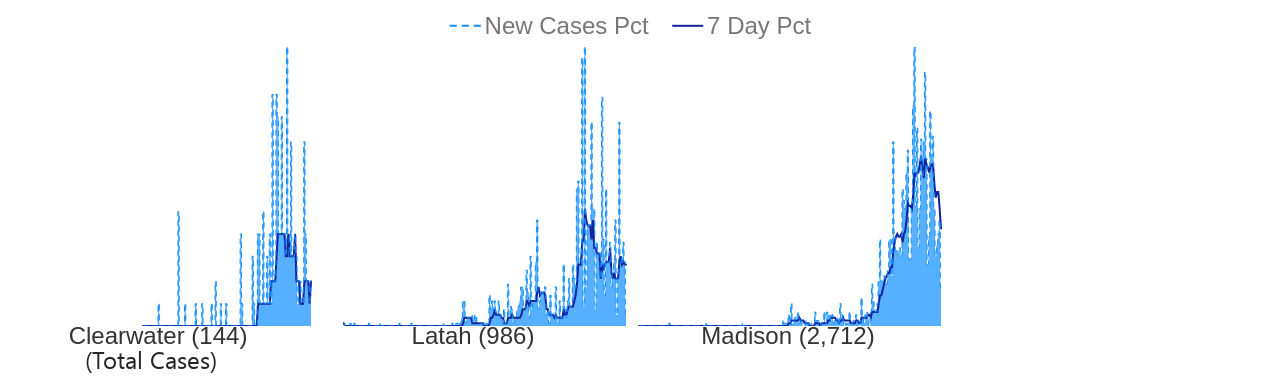 New Cases Pct 7 Day Pct
Clearwater (144) Latah (986) Madison (2,712)
(Total Cases)